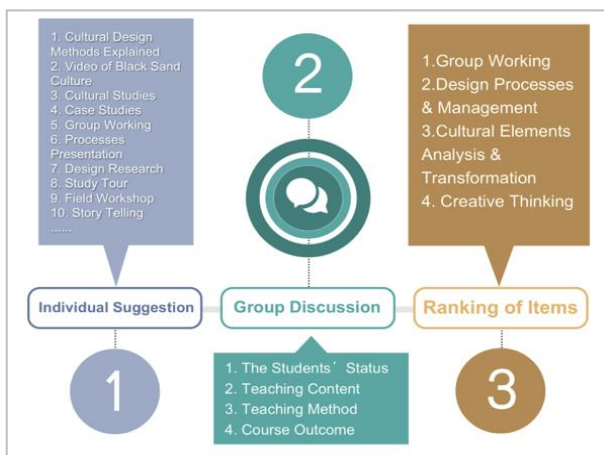 1. Cultural Design
Methods Explained
2. Video of Black Sand
Culture
3. Cultural Studies
4. Case Studies
5. Group Working
6. Processes
Presentation
7. Design Research
8. Study Tour
9. Field Workshop
10. Story Telling
......
Individual Suggestion
1
2
Group Discussion
1. The Students’ Status
2. Teaching Content
3. Teaching Method
4. Course Outcome
1.Group Working
2.Design Processes
& Management
3.Cultural Elements
Analysis &
Transformation
4. Creative Thinking
Ranking of Items
3